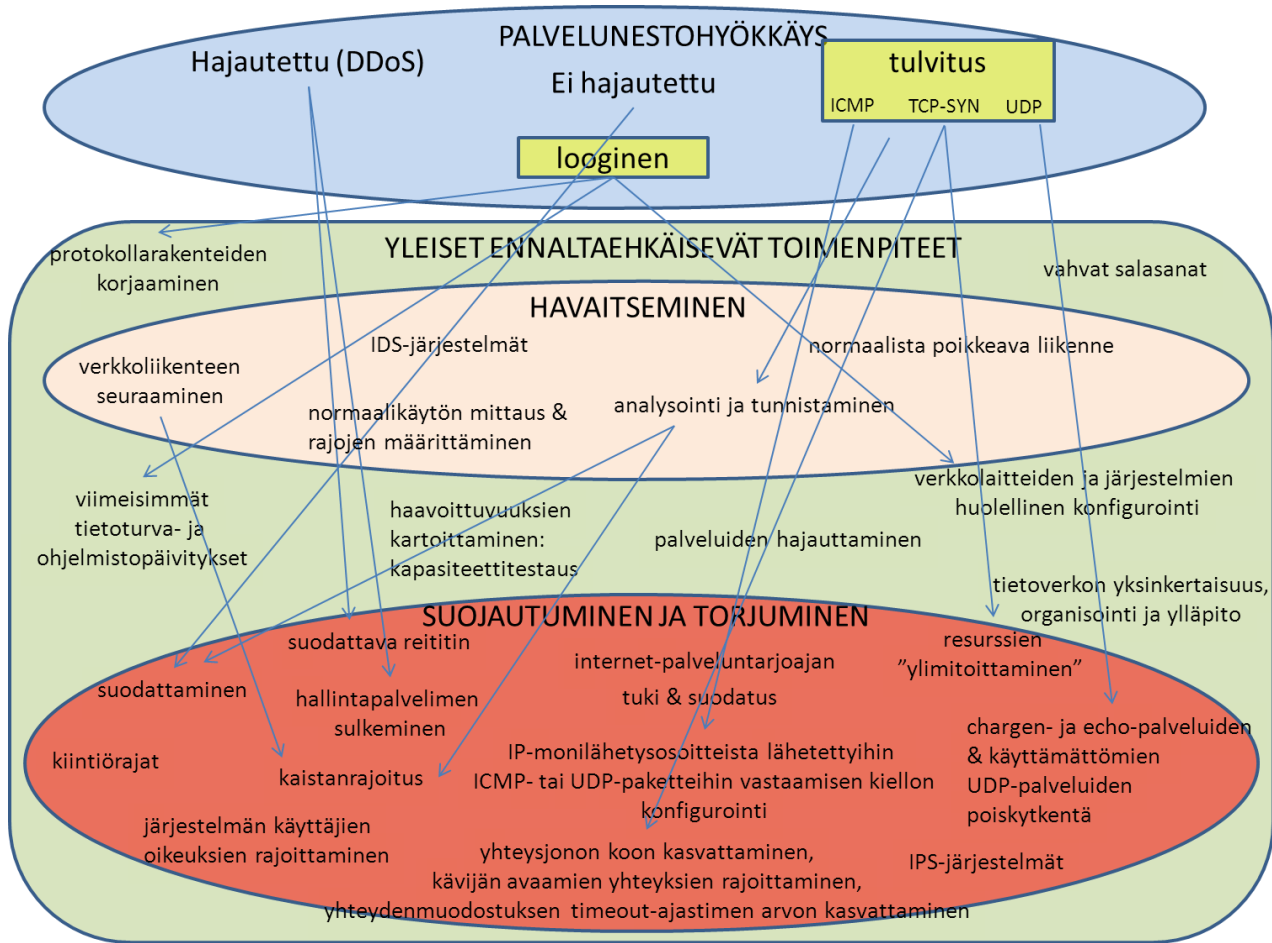 PALVELUNESTOHYÖKKÄYS
Hajautettu (DDoS)
Ei hajautettu
tulvitus
ICMP TCP-SYN UDP
looginen
YLEISET ENNALTAEHKÄISEVÄT TOIMENPITEET
protokollarakenteiden
korjaaminen
vahvat salasanat
HAVAITSEMINEN
IDS-järjestelmät
normaalista poikkeava liikenne
verkkoliikenteen
seuraaminen
normaalikäytön mittaus &
rajojen määrittäminen
analysointi ja tunnistaminen
verkkolaitteiden ja järjestelmien
huolellinen konfigurointi
viimeisimmät
tietoturva- ja
ohjelmistopäivitykset
haavoittuvuuksien
kartoittaminen:
kapasiteettitestaus
palveluiden hajauttaminen
tietoverkon yksinkertaisuus,
organisointi ja ylläpito
SUOJAUTUMINEN JA TORJUMINEN
suodattava reititin
internet-palveluntarjoajan
tuki & suodatus
resurssien
”ylimitoittaminen”
suodattaminen
hallintapalvelimen
sulkeminen
kiintiörajat
kaistanrajoitus
IP-monilähetysosoitteista lähetettyihin
ICMP- tai UDP-paketteihin vastaamisen kiellon
konfigurointi
chargen- ja echo-palveluiden
& käyttämättömien
UDP-palveluiden
poiskytkentä
järjestelmän käyttäjien
oikeuksien rajoittaminen
yhteysjonon koon kasvattaminen,
kävijän avaamien yhteyksien rajoittaminen,
yhteydenmuodostuksen timeout-ajastimen arvon kasvattaminen
IPS-järjestelmät